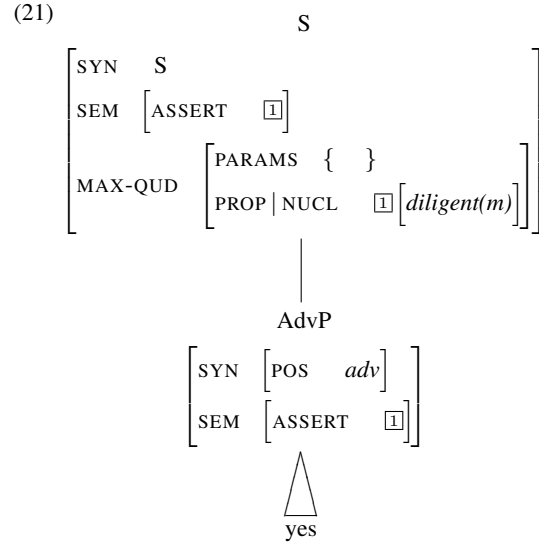 (21)
S
SYN S
SEM [ASSERT 1]
MAX-QUD [PARAMS { }
PROP | NUCL 1 [diligent(m)]]
AdvP
SYN [POS adv]
SEM [ASSERT 1]
yes